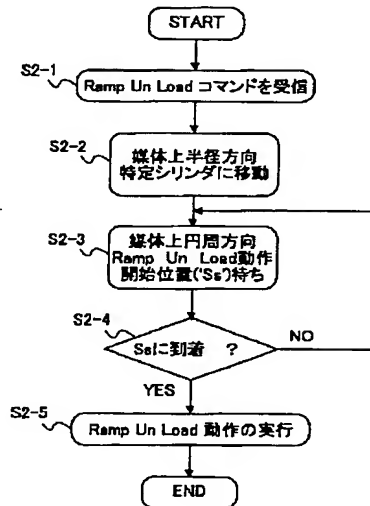 START
S2-1
Ramp Un Load コマンドを受信
S2-2
媒体上半径方向
特定シリンダに移動
S2-3
媒体上円周方向
Ramp Un Load動作
開始位置('Ss')待ち
S2-4
Ssに到着 ?
NO
YES
S2-5
Ramp Un Load 動作の実行
END